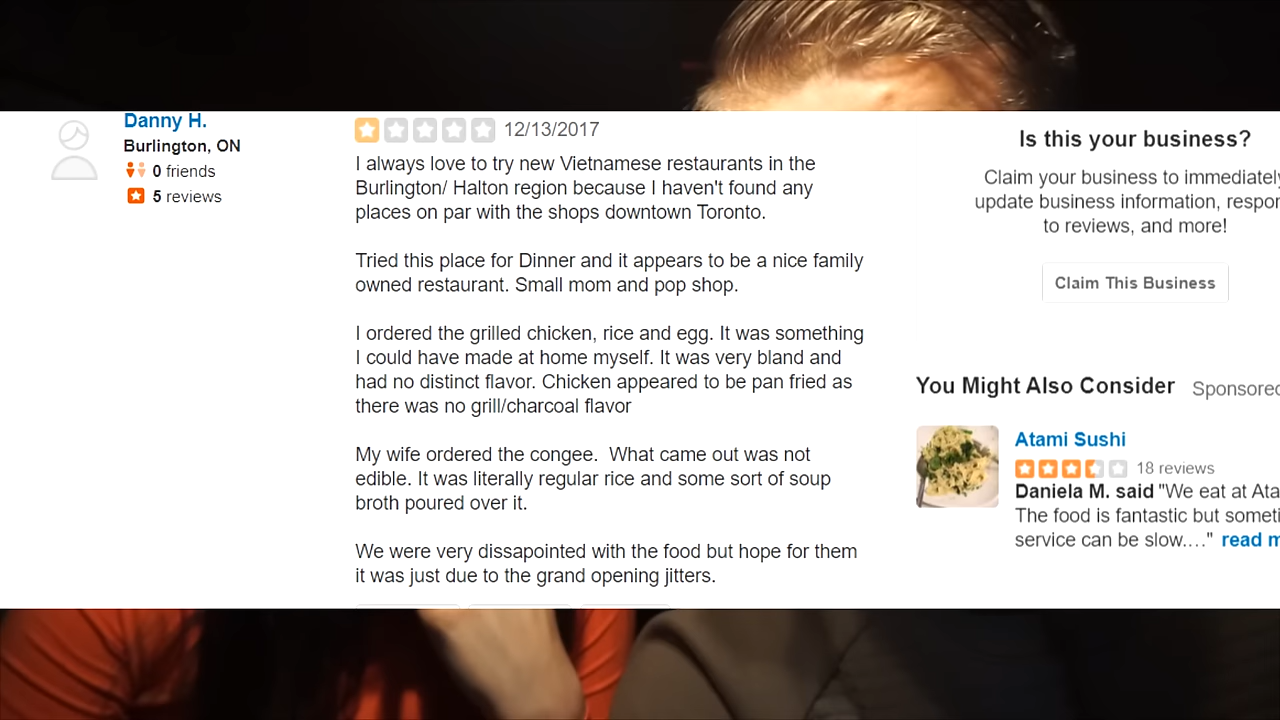 Danny H.
Burlington, ON
0 friends
5 reviews
12/13/2017
I always love to try new Vietnamese restaurants in the
Burlington/ Halton region because I haven't found any
places on par with the shops downtown Toronto.
Tried this place for Dinner and it appears to be a nice family
owned restaurant. Small mom and pop shop.
I ordered the grilled chicken, rice and egg. It was something
I could have made at home myself. It was very bland and
had no distinct flavor. Chicken appeared to be pan fried as
there was no grill/charcoal flavor
My wife ordered the congee.  What came out was not
edible. It was literally regular rice and some sort of soup
broth poured over it.
We were very dissapointed with the food but hope for them
it was just due to the grand opening jitters.
Is this your business?
Claim your business to immediately
update business information, respon
to reviews, and more!
Claim This Business
You Might Also Consider Sponsored
Atami Sushi
18 reviews
Daniela M. said "We eat at Ata
The food is fantastic but someti
service can be slow.…" read m